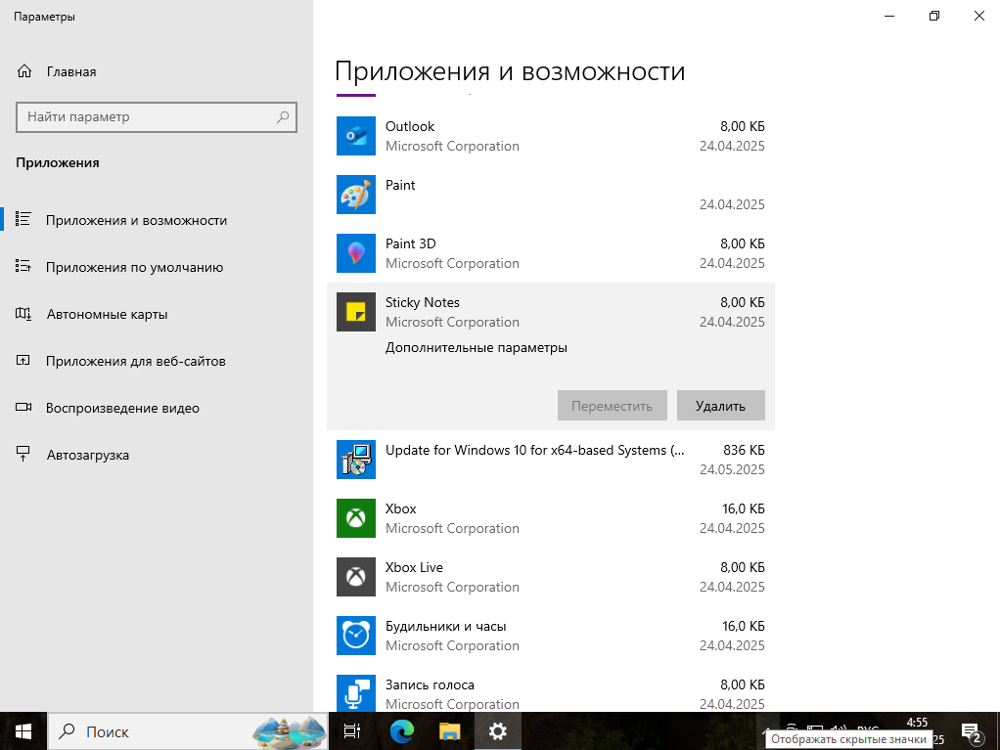 Параметры
Главная
Найти параметр
Приложения
Приложения и возможности
Приложения по умолчанию
Автономные карты
Приложения для веб-сайтов
Воспроизведение видео
Автозагрузка
Приложения и возможности
Outlook 8,00 КБ
Microsoft Corporation 24.04.2025
Paint
24.04.2025
Paint 3D 8,00 КБ
Microsoft Corporation 24.04.2025
Sticky Notes 8,00 КБ
Microsoft Corporation 24.04.2025
Дополнительные параметры
Переместить Удалить
Update for Windows 10 for x64-based Systems (... 836 КБ
24.05.2025
Xbox 16,0 КБ
Microsoft Corporation 24.04.2025
Xbox Live 8,00 КБ
Microsoft Corporation 24.04.2025
Будильники и часы 16,0 КБ
Microsoft Corporation 24.04.2025
Запись голоса 8,00 КБ
Microsoft Corporation 24.04.2025
Поиск
4:55
25
2
Отображать скрытые значки